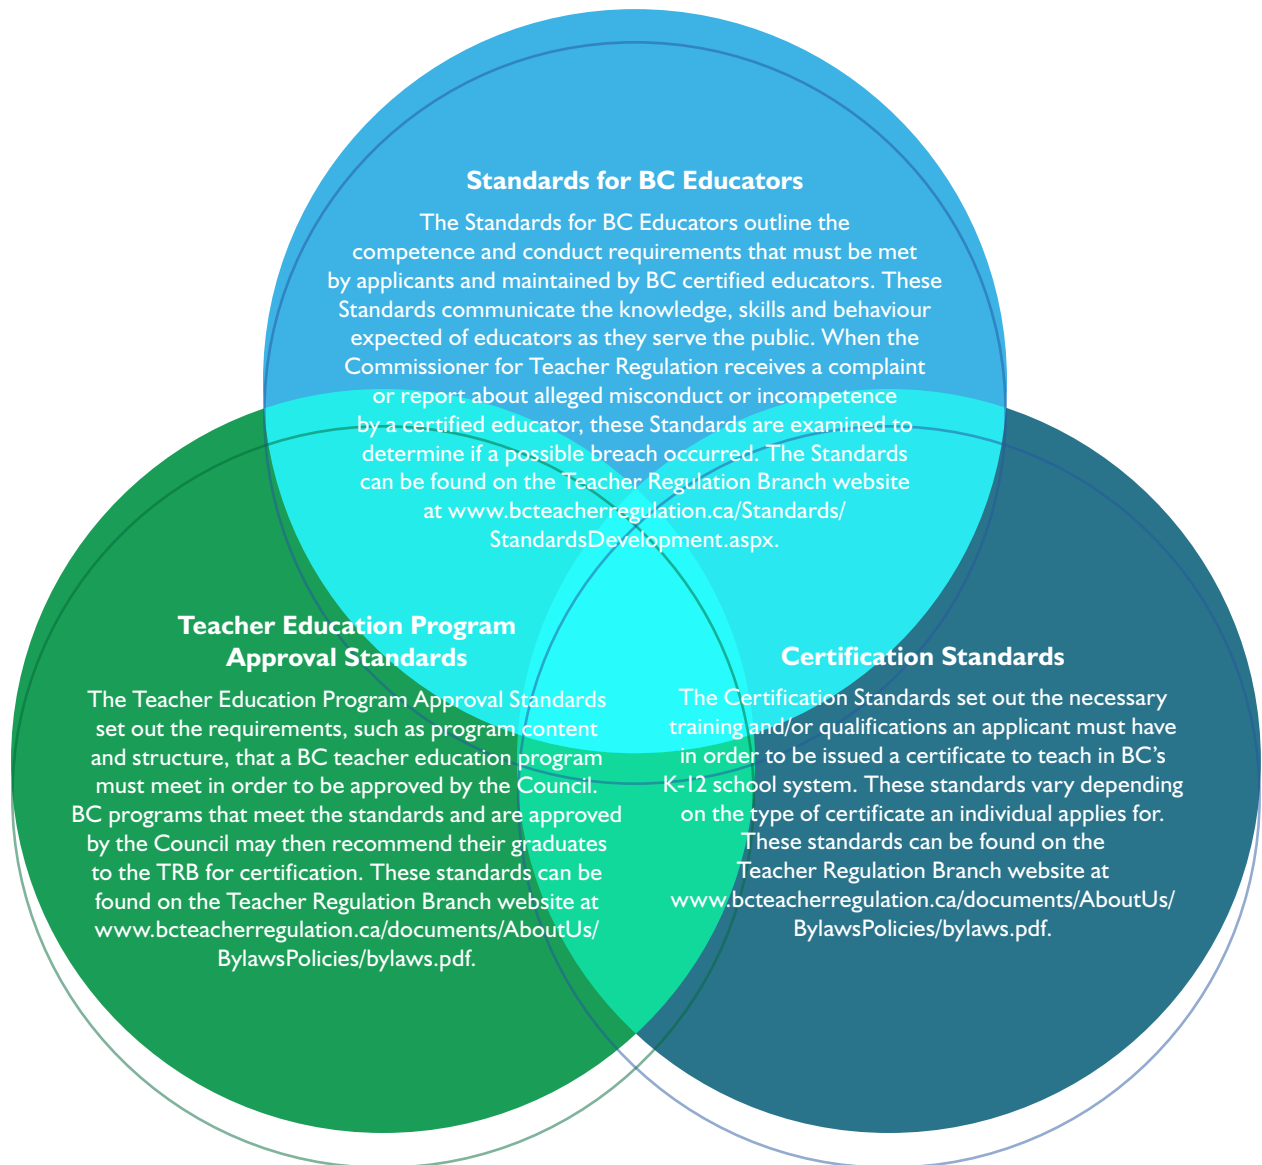 Standards for BC Educators
The Standards for BC Educators outline the
competence and conduct requirements that must be met
by applicants and maintained by BC certified educators. These
Standards communicate the knowledge, skills and behaviour
expected of educators as they serve the public. When the
Commissioner for Teacher Regulation receives a complaint
or report about alleged misconduct or incompetence
by a certified educator, these Standards are examined to
determine if a possible breach occurred. The Standards
can be found on the Teacher Regulation Branch website
at www.bcteacherregulation.ca/Standards/
StandardsDevelopment.aspx.
Teacher Education Program
Approval Standards
The Teacher Education Program Approval Standards
set out the requirements, such as program content
and structure, that a BC teacher education program
must meet in order to be approved by the Council.
BC programs that meet the standards and are approved
by the Council may then recommend their graduates
to the TRB for certification. These standards can be
found on the Teacher Regulation Branch website at
www.bcteacherregulation.ca/documents/AboutUs/
BylawsPolicies/bylaws.pdf.
Certification Standards
The Certification Standards set out the necessary
training and/or qualifications an applicant must have
in order to be issued a certificate to teach in BC’s
K-12 school system. These standards vary depending
on the type of certificate an individual applies for.
These standards can be found on the
Teacher Regulation Branch website at
www.bcteacherregulation.ca/documents/AboutUs/
BylawsPolicies/bylaws.pdf.